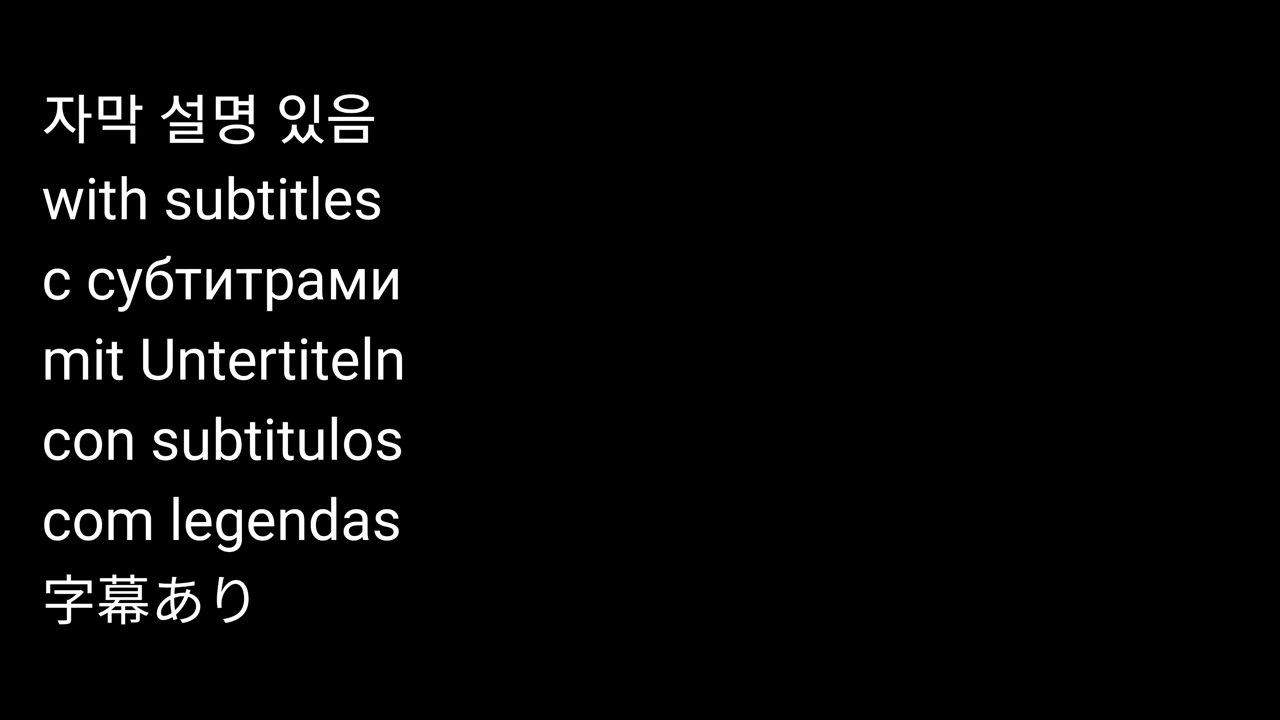 자막 설명 있음
with subtitles
с субтитрами
mit Untertiteln
con subtitulos
com legendas
字幕あり